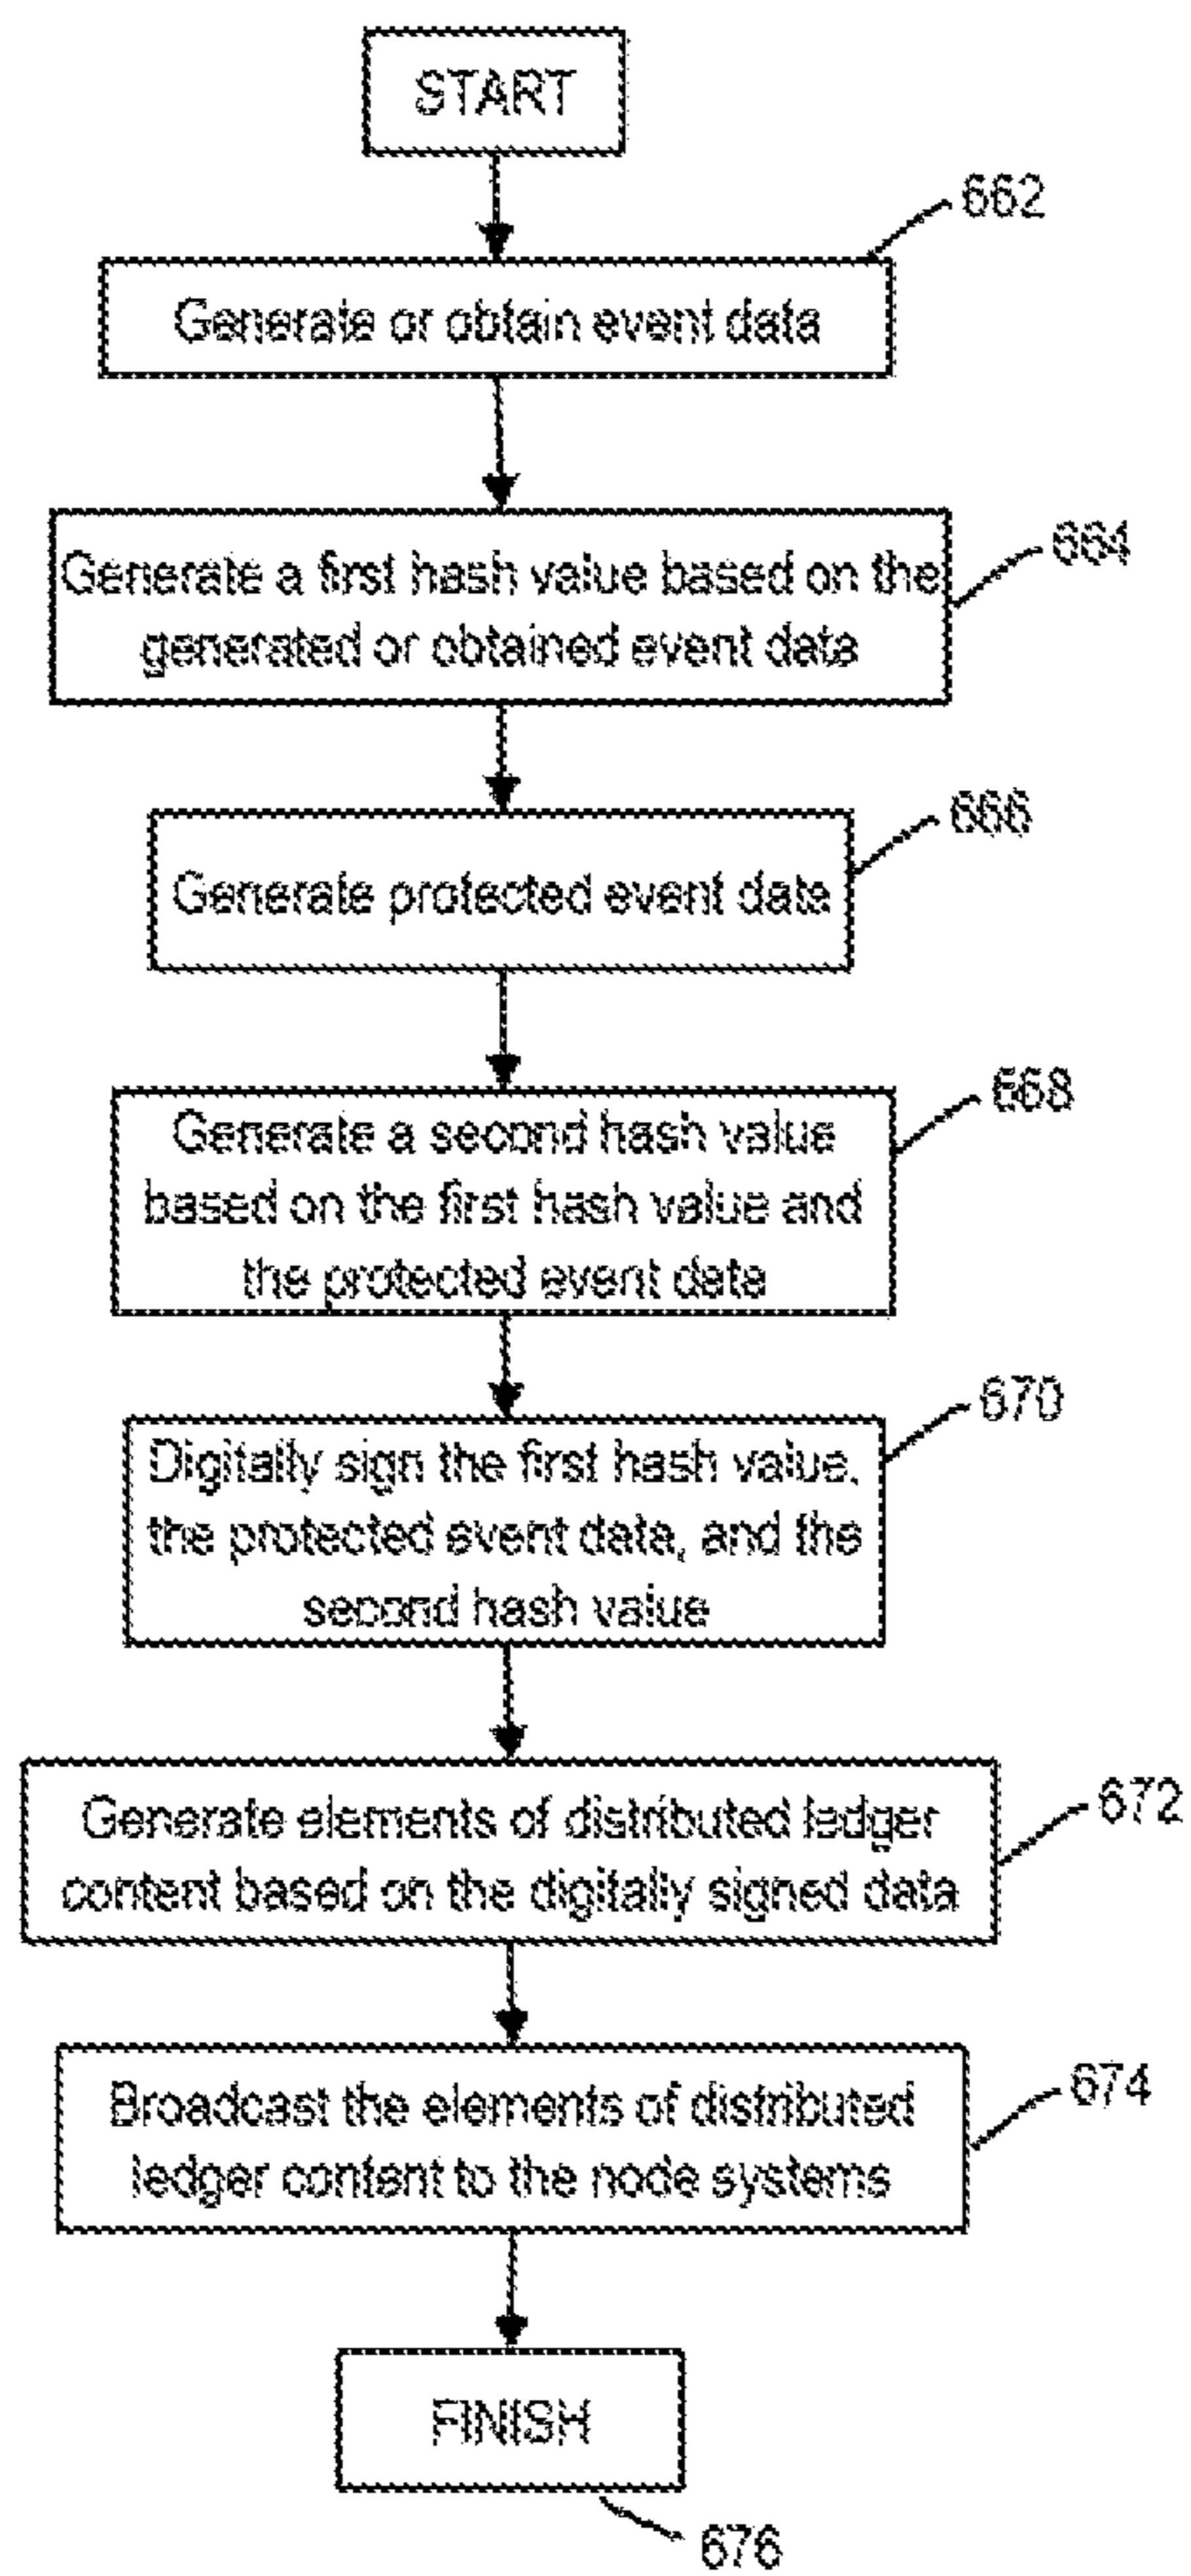 START
662
Generate or obtain event data
664
Generate a first hash value based on the
generated or obtained event data
666
Generate protected event data
668
Generate a second hash value
based on the first hash value and
the protected event data
670
Digitally sign the first hash value,
the protected event data, and the
second hash value
672
Generate elements of distributed ledger
content based on the digitally signed data
674
Broadcast the elements of distributed
ledger content to the node systems
FINISH
676